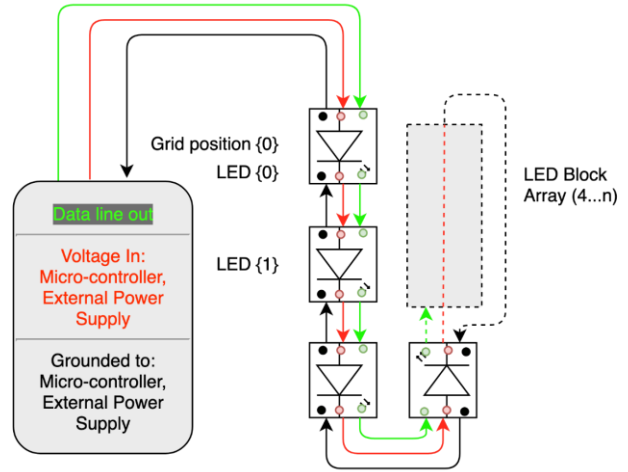 Grid position {0}
LED {0}
LED {1}
LED Block
Array (4...n)
Data line out
Voltage In:
Micro-controller,
External Power
Supply
Grounded to:
Micro-controller,
External Power
Supply